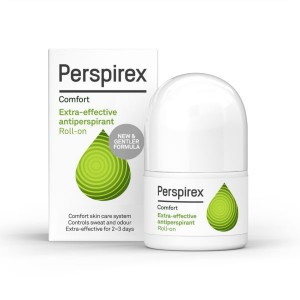 Perspirex
Comfort
Extra-effective
antiperspirant
Roll-on
NEW &
GENTLER
FORMULA
Comfort skin care system
Controls sweat and odour
Extra-effective for 2–3 days
Perspirex
Comfort
Extra-effective
antiperspirant
Roll-on